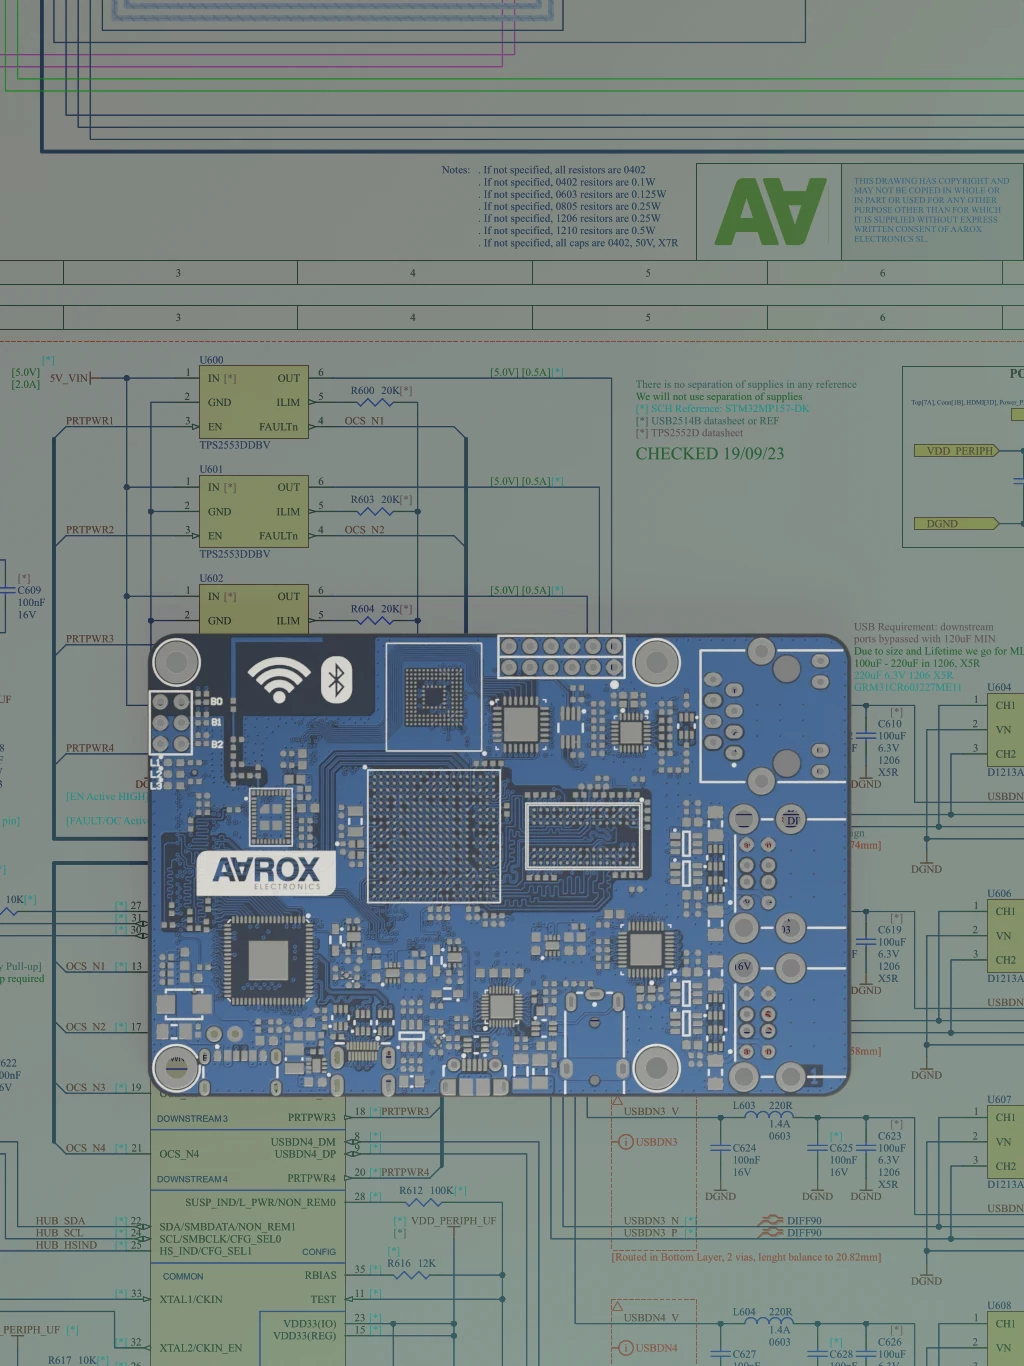 Notes: . If not specified, all resistors are 0402
. If not specified, 0402 resitors are 0.1W
. If not specified, 0603 resitors are 0.125W
. If not specified, 0805 resitors are 0.25W
. If not specified, 1206 resitors are 0.25W
. If not specified, 1210 resitors are 0.5W
. If not specified, all caps are 0402, 50V, X7R
THIS DRAWING HAS COPYRIGHT AND
MAY NOT BE COPIED IN WHOLE OR
IN PART OR USED FOR ANY OTHER
PURPOSE OTHER THAN FOR WHICH
IT IS SUPPLIED WITHOUT EXPRESS
WRITTEN CONSENT OF AAROX
ELECTRONICS SL.
3 4 5 6
3 4 5 6
[*]
[5.0V]
[2.0A]
5V_VIN
U600
1 IN [*] OUT 6 [5.0V] [0.5A][*]
2 GND ILIM 5 R600 20K[*]
PRTPWR1 3 EN FAULTn 4 OCS_N1
TPS2553DDBV
U601
1 IN [*] OUT 6 [5.0V] [0.5A][*]
2 GND ILIM 5 R603 20K[*]
PRTPWR2 3 EN FAULTn 4 OCS_N2
TPS2553DDBV
U602
1 IN [*] OUT 6 [5.0V] [0.5A][*]
2 GND ILIM 5 R604 20K[*]
PRTPWR3
PRTPWR4
There is no separation of supplies in any reference
We will not use separation of supplies
[*] SCH Reference: STM32MP157-DK
[*] USB2514B datasheet or REF
[*] TPS2552D datasheet
CHECKED 19/09/23
PO
VDD_PERIPH
DGND
[*]
C609
100nF
16V
USB Requirement: downstream
ports bypassed with 120uF MIN
Due to size and Lifetime we go for
100uF - 220uF in 1206, X5R
220uF 6.3V 1206 X5R
GRM31CR60J227ME11
U604
1 CH1
2 VN
3 CH2
D1213A
[*]
C610
100uF
6.3V
1206
X5R
DGND
USBDN
DGND
B0
B1
B2
[EN Active HIGH
[FAULT/OC Activ
pin]
74mm]
AAROX
ELECTRONICS
10K[*]
[*] 27
[*] 31
[*] 30
Pull-up]
p required
OCS_N1 13
OCS_N2 17
OCS_N3 [*] 19
OCS_N4 [*] 21
U606
1 CH1
2 VN
3 CH2
D1213A
[*]
C619
100uF
6.3V
1206
X5R
DGND
USBDN
58mm]
DGND
DOWNSTREAM 3 PRTPWR3 18 [*]PRTPWR3
USBDN4_DM
OCS_N4 USBDN4_DP
DOWNSTREAM 4 PRTPWR4 20 [*]PRTPWR4
SUSP_IND/L_PWR/NON_REM0 28 [*] R612 100K[*]
HUB_SDA 22 [*] SDA/SMBDATA/NON_REM1
HUB_SCL 24 [*] SCL/SMBCLK/CFG_SEL0
HUB_HSIND 25 [*] HS_IND/CFG_SEL1 CONFIG
[*] VDD_PERIPH_UF
[*]
COMMON
RBIAS 35 [*] R616 12K
[*] 33 XTAL1/CKIN TEST 11 [*]
VDD33(IO) 23 [*]
VDD33(REG) 15 [*]
_PERIPH_UF [*]
[*] 32 XTAL2/CKIN_EN
R617 10K[*]
USBDN3_V
USBDN3
USBDN3_N
USBDN3_P
L603 220R
1.4A
0603
C624
100nF
16V
DGND
[*]
C625
100nF
16V
DGND
[*]
C623
100uF
6.3V
1206
X5R
DGND
U607
1 CH1
2 VN
3 CH2
D1213A
USBDN
[*] DIFF90
[*] DIFF90
[Routed in Bottom Layer, 2 vias, lenght balance to 20.82mm]
DGND
USBDN4_V
USBDN4
L604 220R
1.4A
0603
C627
100nF
[*]
C628
100nF
[*]
C626
100uF
6.3V
U608
1 CH1
2 VN